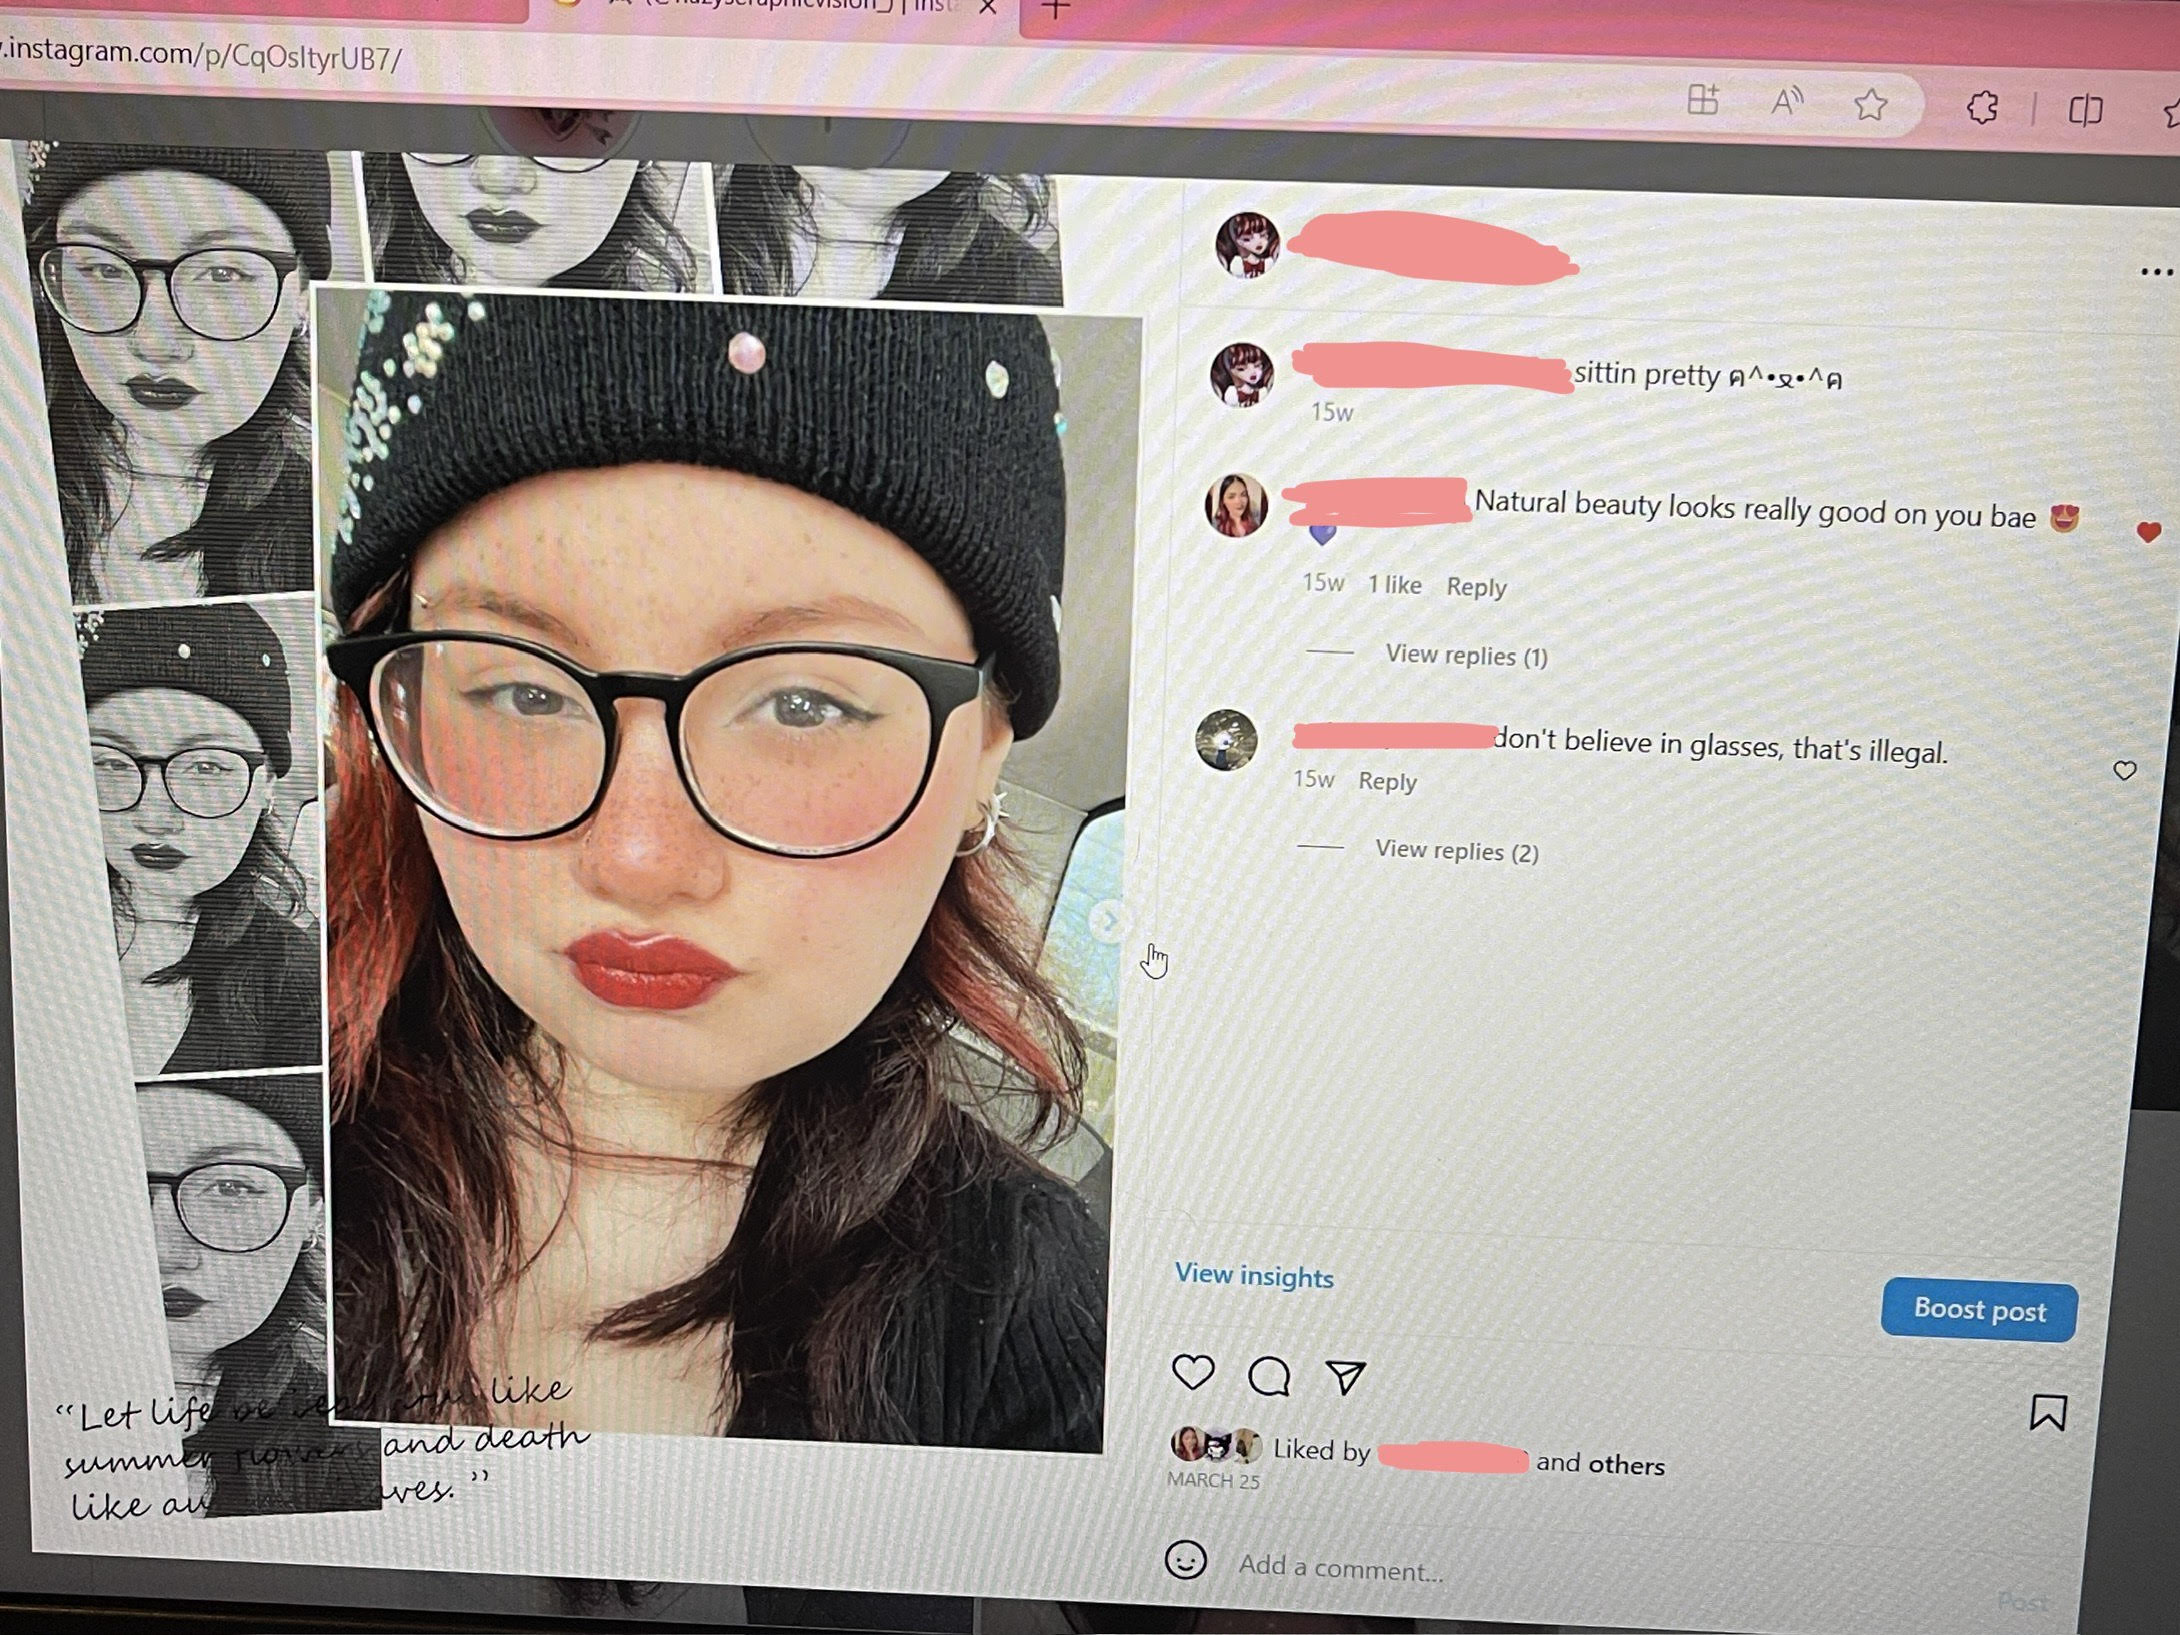 .instagram.com/p/CqOsltyrUB7/
sittin pretty ฅ^•ﻌ•^ฅ
15w
Natural beauty looks really good on you bae 😍
💜
15w 1 like Reply
View replies (1)
don't believe in glasses, that's illegal.
15w Reply
View replies (2)
View insights
Boost post
Liked by and others
MARCH 25
Add a comment...
Post
“Let life like
summer and death
like